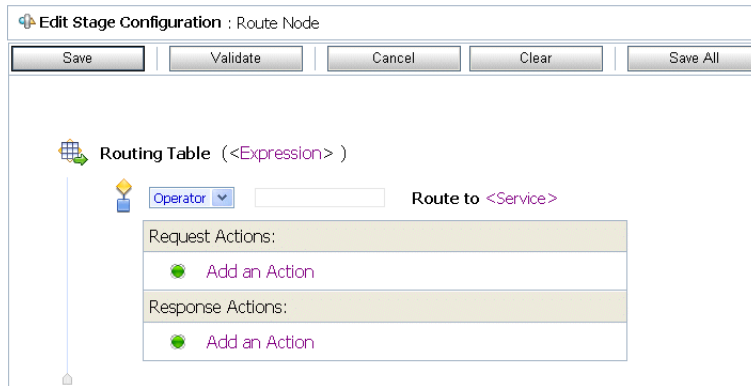 Edit Stage Configuration : Route Node
Save Validate Cancel Clear Save All
Routing Table (<Expression> )
Operator Route to <Service>
Request Actions:
Add an Action
Response Actions:
Add an Action